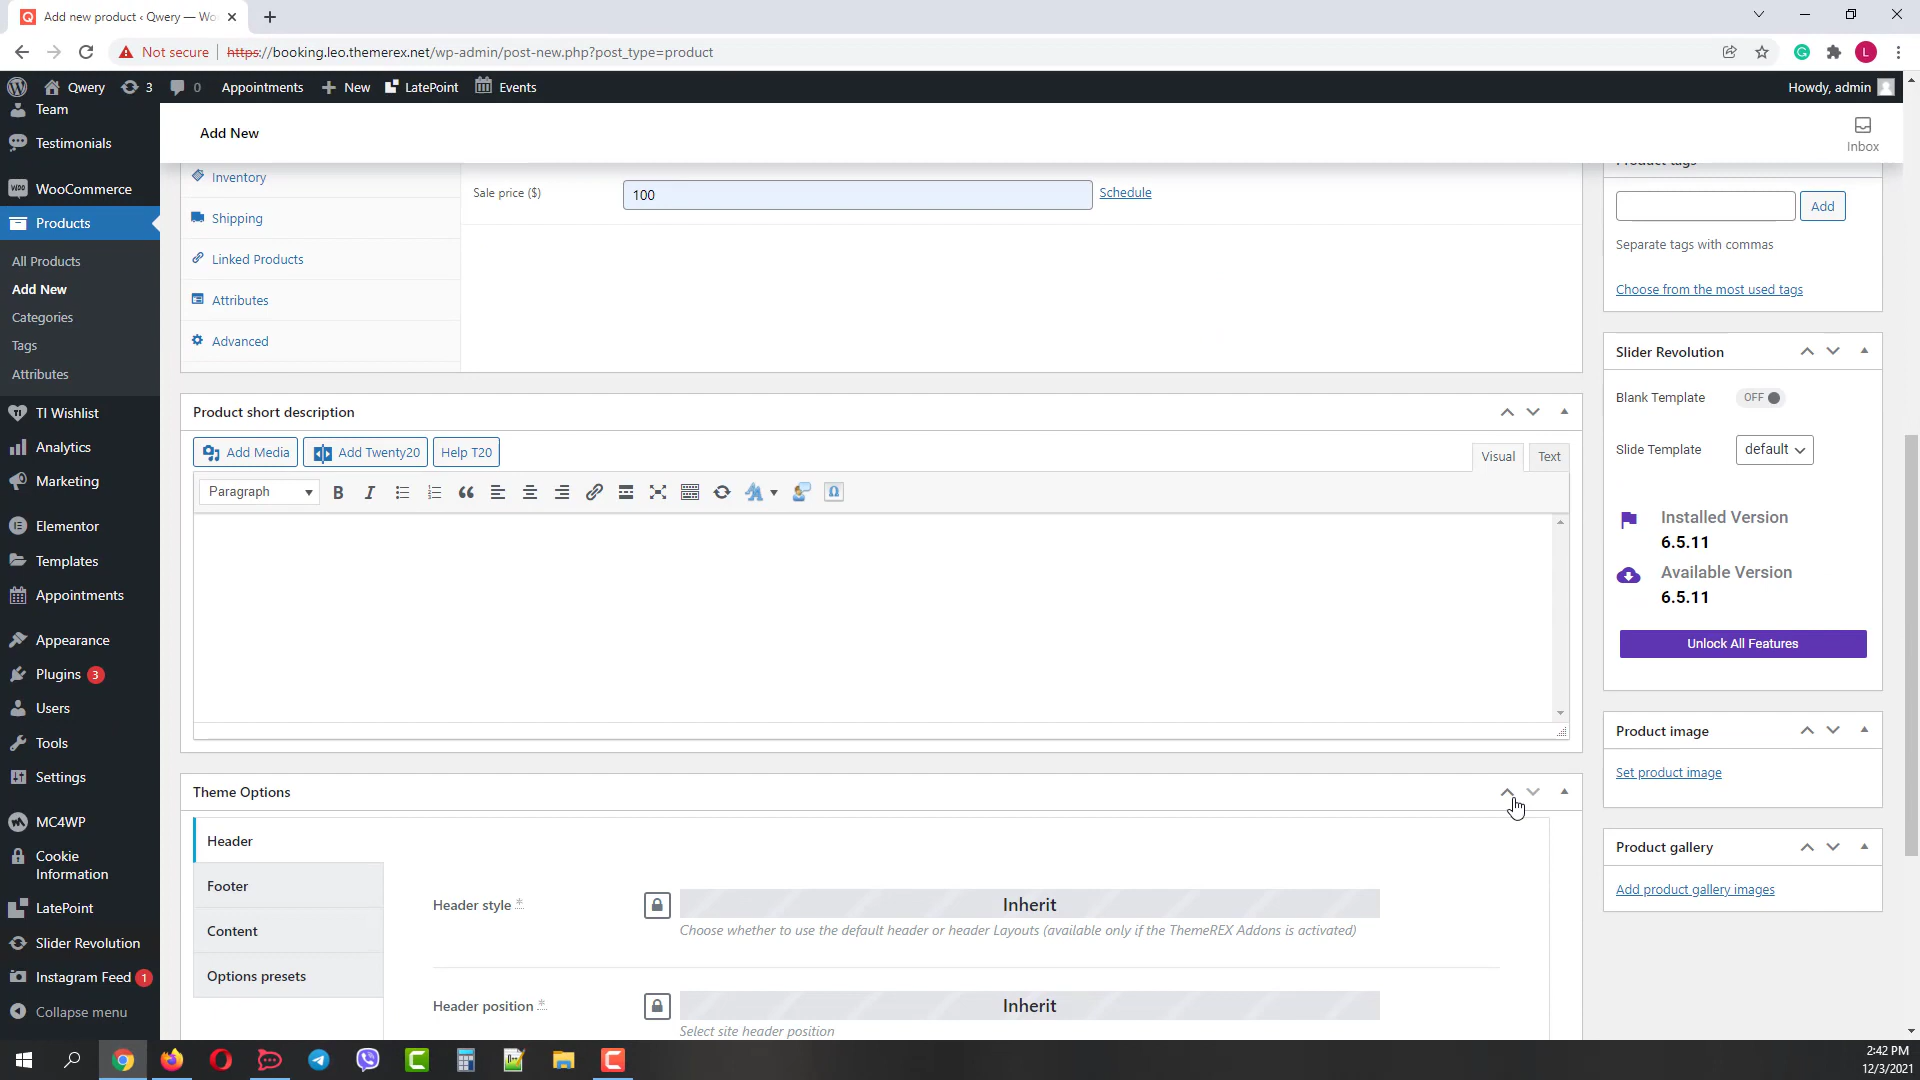 Add new product ‹ Qwery — Wo
Not secure
https://booking.leo.themerex.net/wp-admin/post-new.php?post_type=product
L
Qwery
3
0
Appointments
New
LatePoint
Events
Howdy, admin
Team
Testimonials
WooCommerce
Products
All Products
Add New
Categories
Tags
Attributes
TI Wishlist
Analytics
Marketing
Elementor
Templates
Appointments
Appearance
Plugins 3
Users
Tools
Settings
MC4WP
Cookie
Information
LatePoint
Slider Revolution
Instagram Feed 1
Collapse menu
Add New
Inbox
Inventory
Shipping
Linked Products
Attributes
Advanced
Sale price ($)
100
Schedule
Product short description
Add Media
Add Twenty20
Help T20
Visual
Text
Paragraph
B
I
Theme Options
Header
Footer
Content
Options presets
Header style *
Inherit
Choose whether to use the default header or header Layouts (available only if the ThemeREX Addons is activated)
Header position *
Inherit
Select site header position
Product tags
Add
Separate tags with commas
Choose from the most used tags
Slider Revolution
Blank Template
OFF
Slide Template
default
Installed Version
6.5.11
Available Version
6.5.11
Unlock All Features
Product image
Set product image
Product gallery
Add product gallery images
2:42 PM
12/3/2021